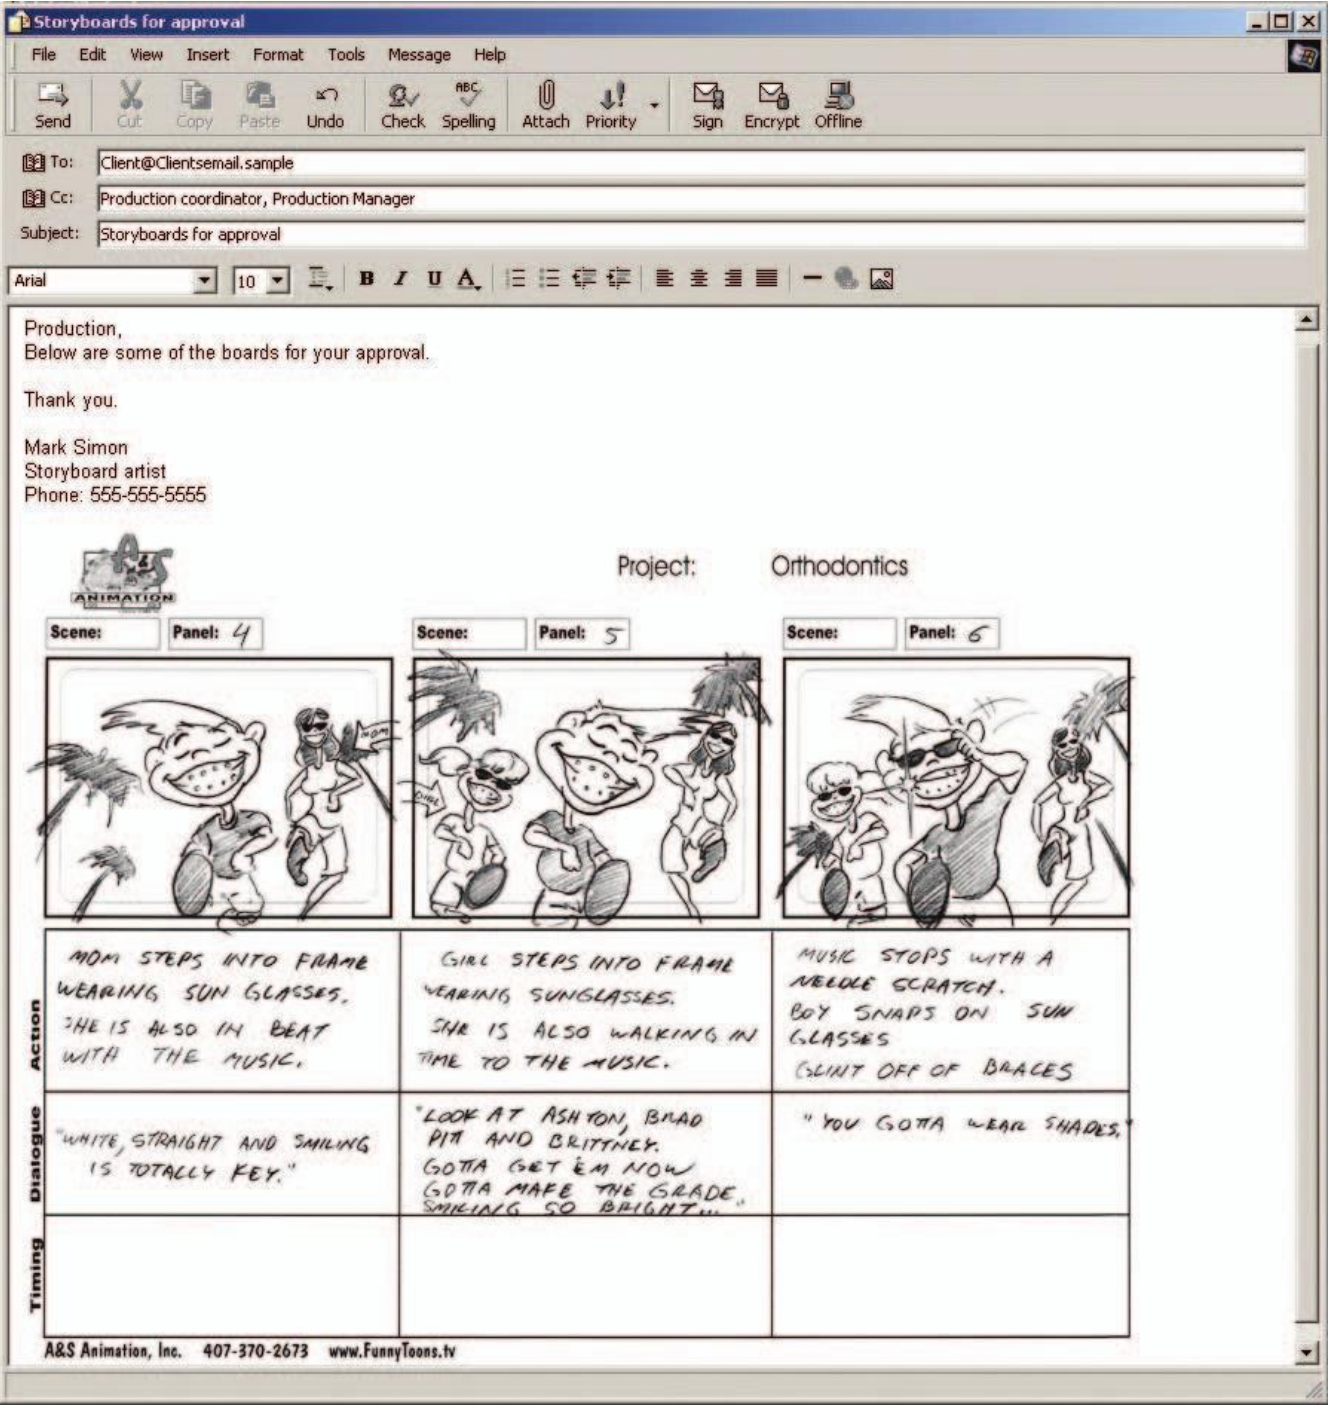 Storyboards for approval
File Edit View Insert Format Tools Message Help
Send Cut Copy Paste Undo Check Spelling Attach Priority Sign Encrypt Offline
To: Client@Clientsemail.sample
Cc: Production coordinator, Production Manager
Subject: Storyboards for approval
Arial 10 B I U A
Production,
Below are some of the boards for your approval.
Thank you.
Mark Simon
Storyboard artist
Phone: 555-555-5555
A&S
ANIMATION
Project: Orthodontics
Scene: Panel: 4
Scene: Panel: 5
Scene: Panel: 6
MOM
GIRL
Action
MOM STEPS INTO FRAME
WEARING SUN GLASSES.
SHE IS ALSO IN BEAT
WITH THE MUSIC.
GIRL STEPS INTO FRAME
WEARING SUNGLASSES.
SHE IS ALSO WALKING IN
TIME TO THE MUSIC.
MUSIC STOPS WITH A
NEEDLE SCRATCH.
BOY SNAPS ON SUN
GLASSES
GLINT OFF OF BRACES
Dialogue
"WHITE, STRAIGHT AND SMILING
IS TOTALLY KEY."
"LOOK AT ASHTON, BRAD
PITT AND BRITTNEY.
GOTTA GET 'EM NOW
GOTTA MAKE THE GRADE.
SMILING SO BRIGHT..."
"YOU GOTTA WEAR SHADES."
Timing
A&S Animation, Inc. 407-370-2673 www.FunnyToons.tv